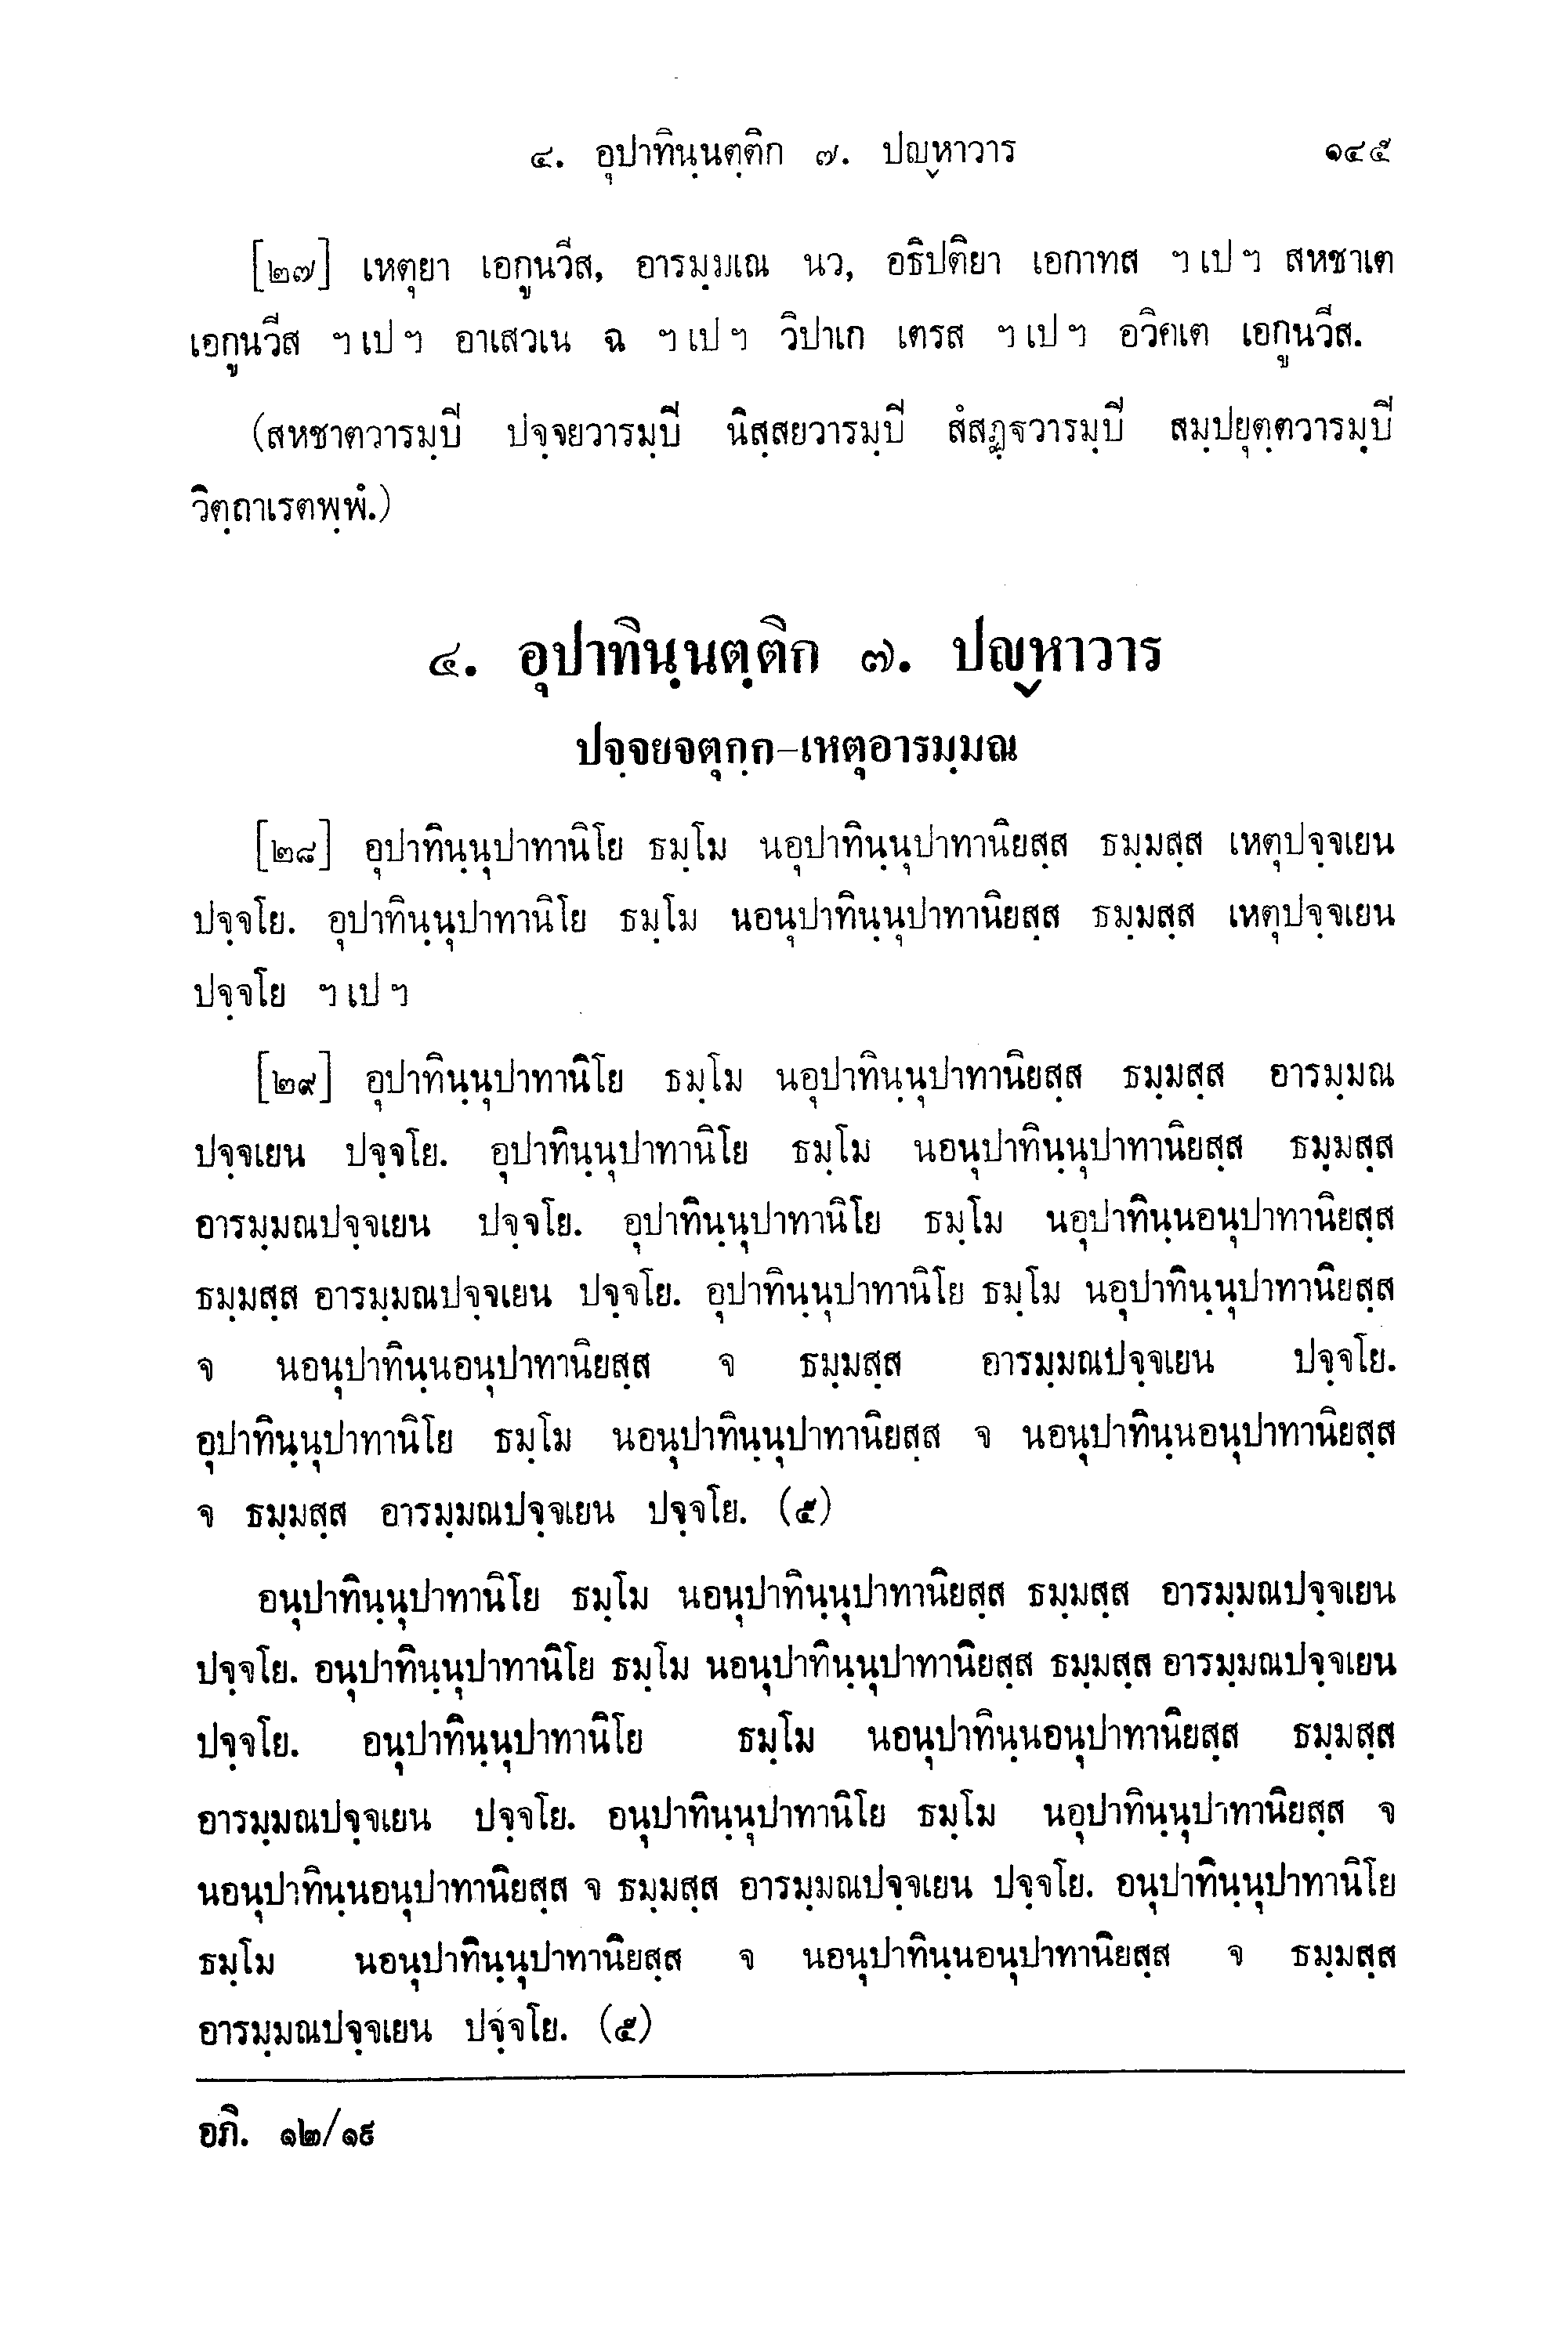 ๔. อุปาทินฺนตฺติก ๗. ปญฺหาวาร ๑๔๕
[๒๗] เหตุยา เอกูนวีส, อารมฺมเณ นว, อธิปติยา เอกาทส ฯ เป ฯ สหชาเต
เอกูนวีส ฯ เป ฯ อาเสวเน ฉ ฯ เป ฯ วิปาเก เตรส ฯ เป ฯ อวิคเต เอกูนวีส.
(สหชาตวารมฺปี ปจฺจยวารมฺปี นิสฺสยวารมฺปี สํสฏฺฐวารมฺปี สมฺปยุตฺตวารมฺปี
วิตฺถาเรตพฺพํ.)
๔. อุปาทินฺนตฺติก ๗. ปญฺหาวาร
ปจฺจยจตุกฺก–เหตุอารมฺมณ
[๒๘] อุปาทินฺนุปาทานิโย ธมฺโม นอุปาทินฺนุปาทานิยสฺส ธมฺมสฺส เหตุปจฺจเยน
ปจฺจโย. อุปาทินฺนุปาทานิโย ธมฺโม นอนุปาทินฺนุปาทานิยสฺส ธมฺมสฺส เหตุปจฺจเยน
ปจฺจโย ฯ เป ฯ
[๒๙] อุปาทินฺนุปาทานิโย ธมฺโม นอุปาทินฺนุปาทานิยสฺส ธมฺมสฺส อารมฺมณ
ปจฺจเยน ปจฺจโย. อุปาทินฺนุปาทานิโย ธมฺโม นอนุปาทินฺนุปาทานิยสฺส ธมฺมสฺส
อารมฺมณปจฺจเยน ปจฺจโย. อุปาทินฺนุปาทานิโย ธมฺโม นอุปาทินฺนอนุปาทานิยสฺส
ธมฺมสฺส อารมฺมณปจฺจเยน ปจฺจโย. อุปาทินฺนุปาทานิโย ธมฺโม นอุปาทินฺนุปาทานิยสฺส
จ นอนุปาทินฺนอนุปาทานิยสฺส จ ธมฺมสฺส อารมฺมณปจฺจเยน ปจฺจโย.
อุปาทินฺนุปาทานิโย ธมฺโม นอนุปาทินฺนุปาทานิยสฺส จ นอนุปาทินฺนอนุปาทานิยสฺส
จ ธมฺมสฺส อารมฺมณปจฺจเยน ปจฺจโย. (๕)
อนุปาทินฺนุปาทานิโย ธมฺโม นอนุปาทินฺนุปาทานิยสฺส ธมฺมสฺส อารมฺมณปจฺจเยน
ปจฺจโย. อนุปาทินฺนุปาทานิโย ธมฺโม นอนุปาทินฺนุปาทานิยสฺส ธมฺมสฺส อารมฺมณปจฺจเยน
ปจฺจโย. อนุปาทินฺนุปาทานิโย ธมฺโม นอนุปาทินฺนอนุปาทานิยสฺส ธมฺมสฺส
อารมฺมณปจฺจเยน ปจฺจโย. อนุปาทินฺนุปาทานิโย ธมฺโม นอุปาทินฺนุปาทานิยสฺส จ
นอนุปาทินฺนอนุปาทานิยสฺส จ ธมฺมสฺส อารมฺมณปจฺจเยน ปจฺจโย. อนุปาทินฺนุปาทานิโย
ธมฺโม นอนุปาทินฺนุปาทานิยสฺส จ นอนุปาทินฺนอนุปาทานิยสฺส จ ธมฺมสฺส
อารมฺมณปจฺจเยน ปจฺจโย. (๕)
อภิ. ๑๒/๑๙